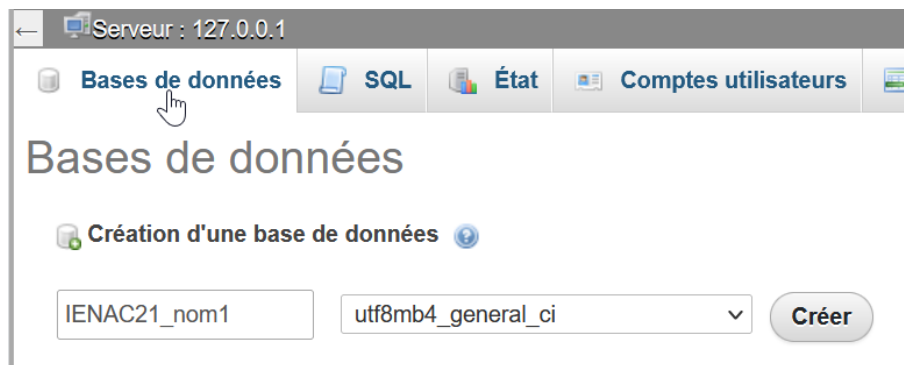 ← Serveur : 127.0.0.1
Bases de données SQL État Comptes utilisateurs
Bases de données
Création d'une base de données
IENAC21_nom1 utf8mb4_general_ci Créer